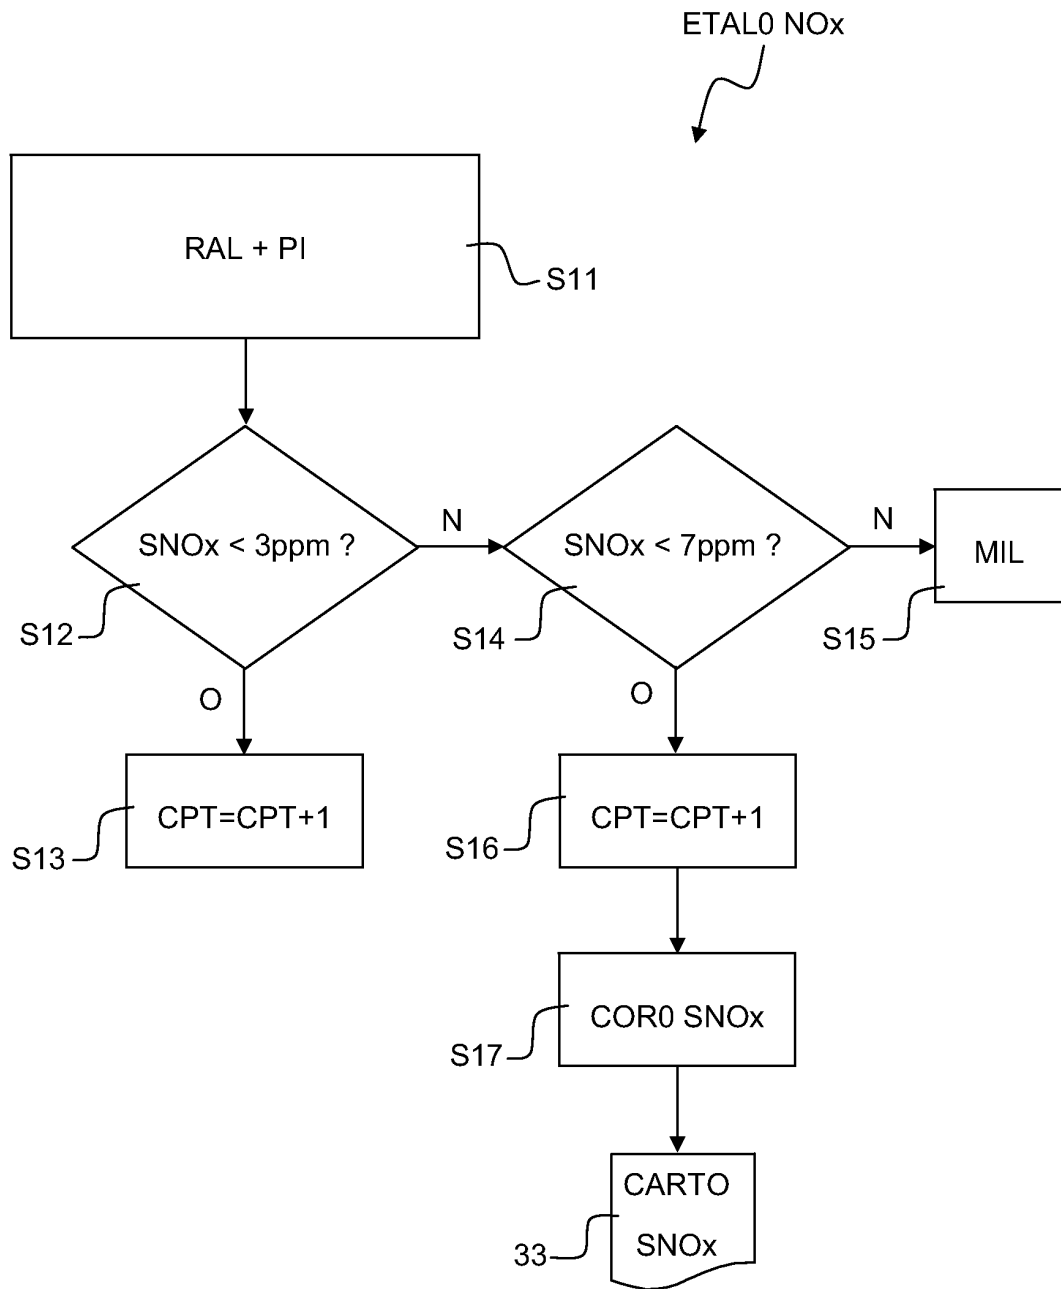 ETAL0 NOx
RAL + PI
S11
SNOx < 3ppm ?
N
SNOx < 7ppm ?
N
MIL
S12
S14
S15
O
O
CPT=CPT+1
CPT=CPT+1
S13
S16
COR0 SNOx
S17
CARTO
SNOx
33